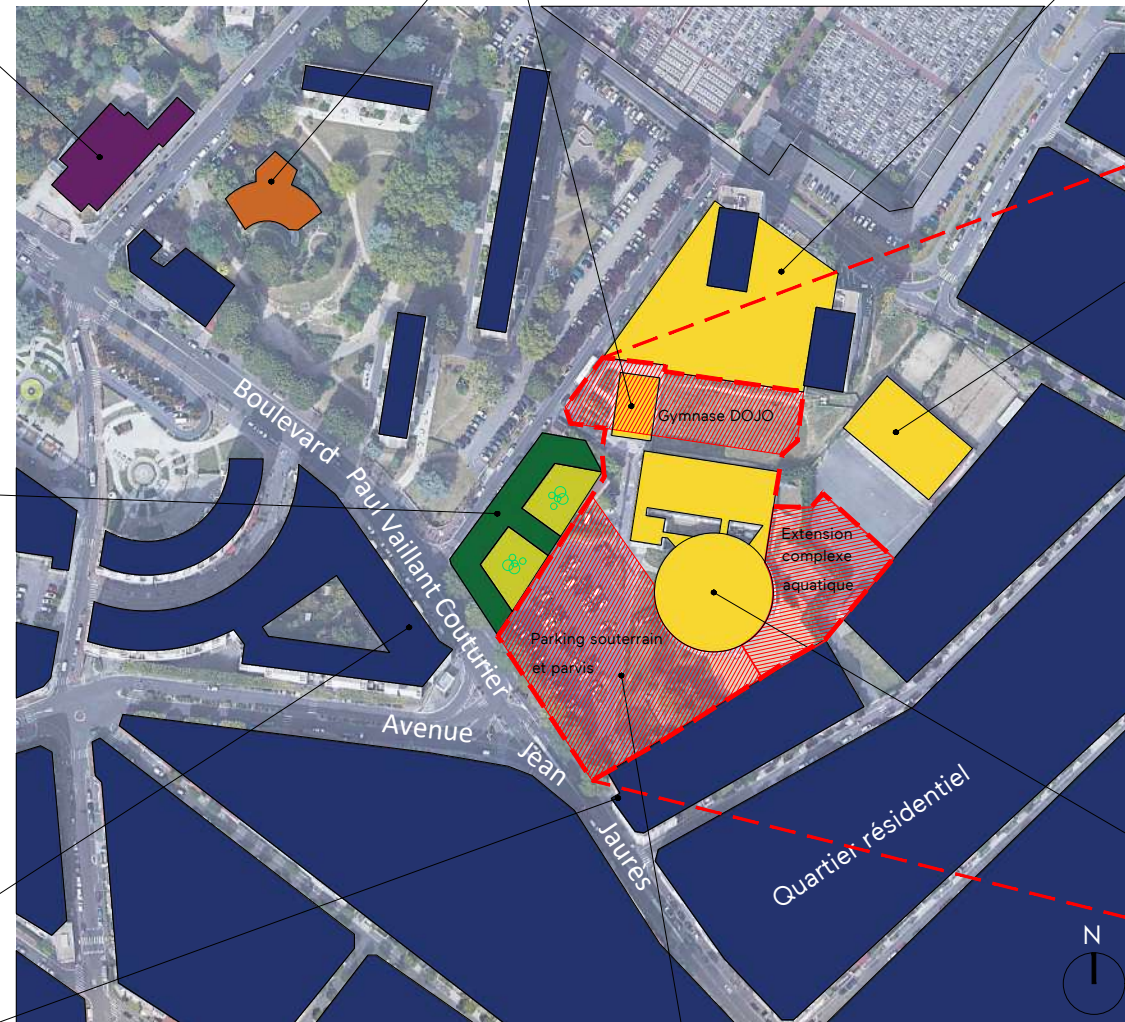 Gymnase DOJO
Boulevard Paul Vaillant Couturier
Extension
complexe
aquatique
Parking souterrain
et parvis
Avenue Jean Jaurès
Quartier résidentiel
N